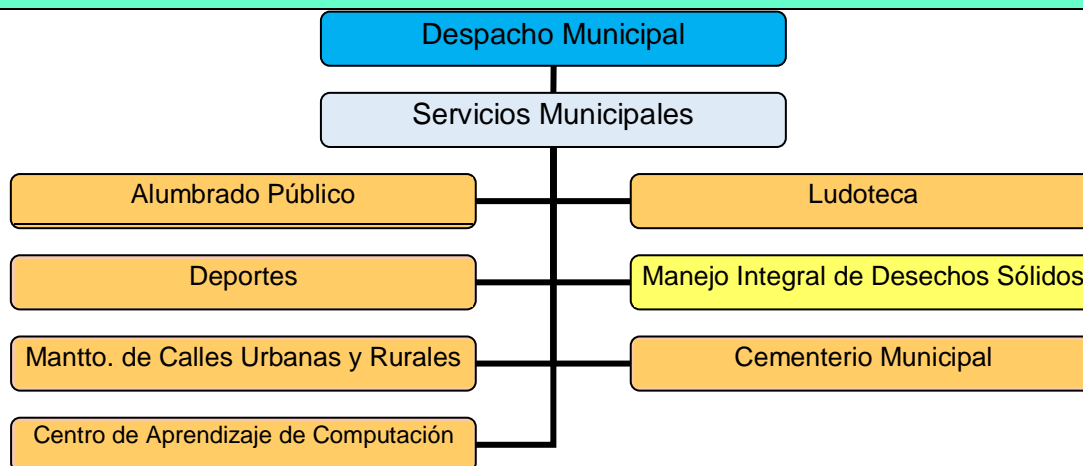 Despacho Municipal
Servicios Municipales
Alumbrado Público
Ludoteca
Deportes
Manejo Integral de Desechos Sólidos
Mantto. de Calles Urbanas y Rurales
Cementerio Municipal
Centro de Aprendizaje de Computación